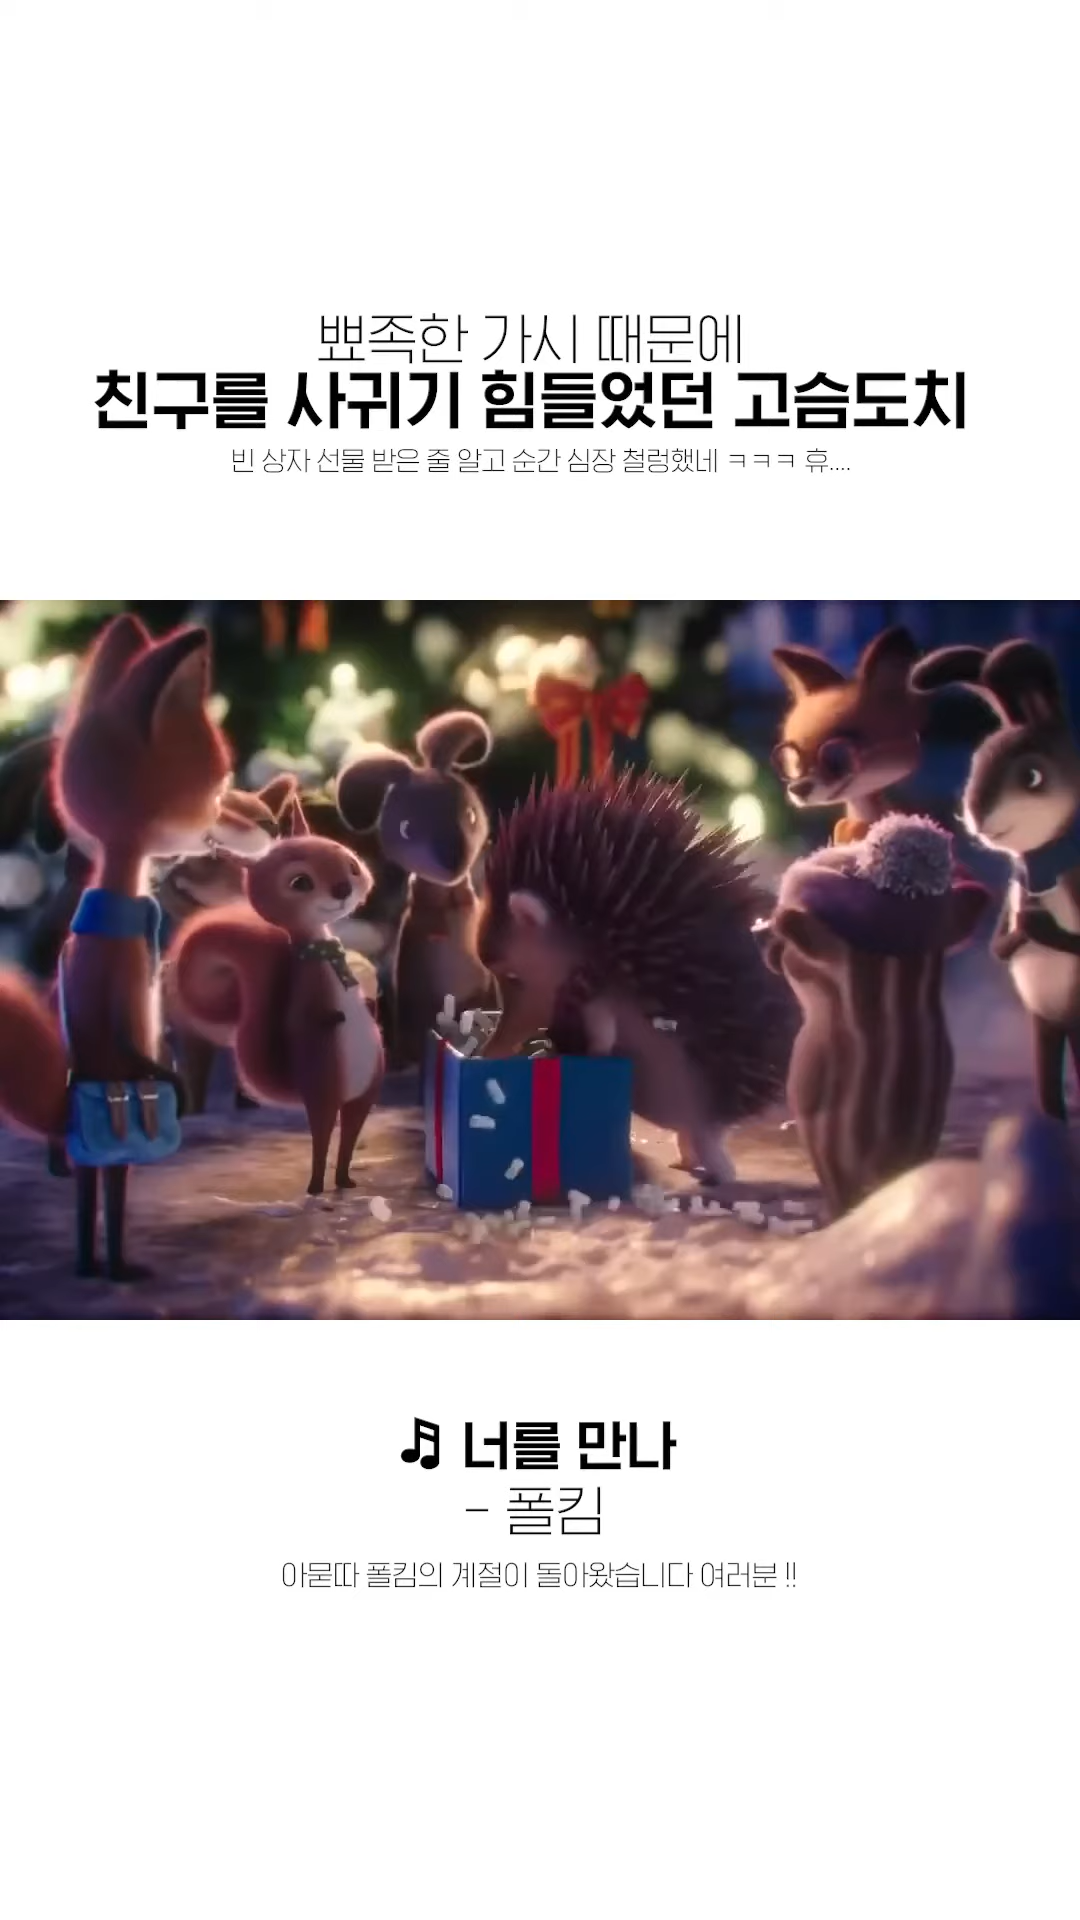 뾰족한 가시 때문에
친구를 사귀기 힘들었던 고슴도치
빈 상자 선물 받은 줄 알고 순간 심장 철렁했네 ㅋㅋㅋ 휴....
♫ 너를 만나
- 폴킴
아묻따 폴킴의 계절이 돌아왔습니다 여러분 !!